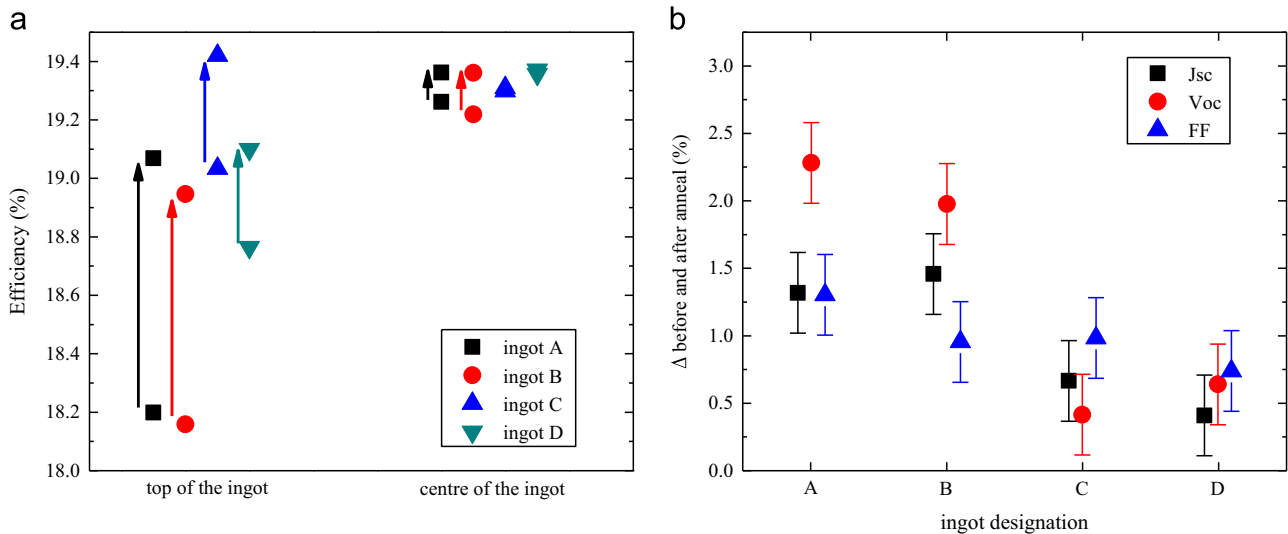 a
19.4
19.2
19.0
18.8
18.6
18.4
18.2
18.0
Efficiency (%)
top of the ingot
centre of the ingot
ingot A
ingot B
ingot C
ingot D
b
3.0
2.5
2.0
1.5
1.0
0.5
0.0
Δ before and after anneal (%)
Jsc
Voc
FF
A
B
C
D
ingot designation